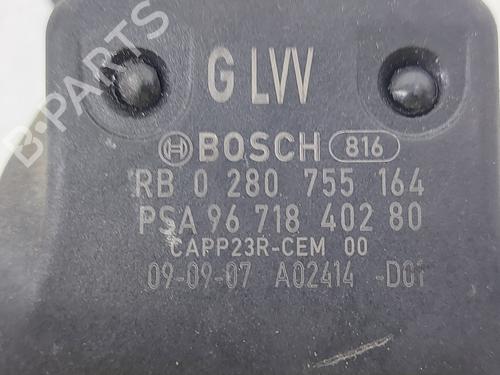 G LVV
BOSCH 816
RB 0 280 755 164
PSA 96 718 402 80
CAPP23R-CEM 00
09-09-07 A02414 -D01
B-PARTS